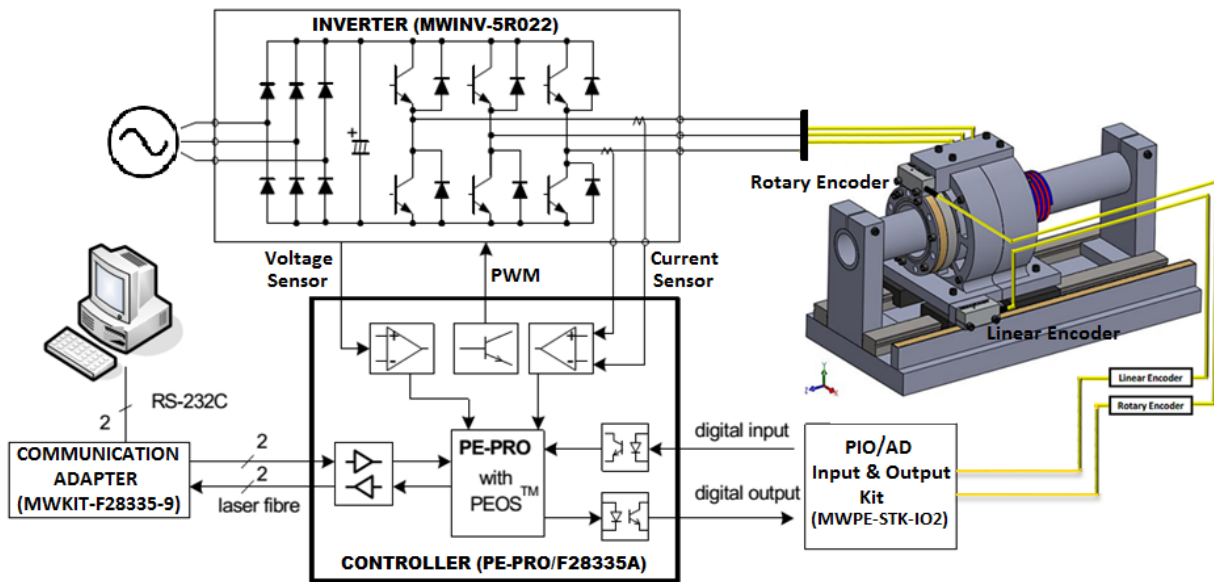 INVERTER (MWINV-5R022)
Rotary Encoder
Linear Encoder
Voltage
Sensor
PWM
Current
Sensor
RS-232C
2
COMMUNICATION
ADAPTER
(MWKIT-F28335-9)
2
2
laser fibre
PE-PRO
with
PEOS™
digital input
digital output
CONTROLLER (PE-PRO/F28335A)
PIO/AD
Input & Output
Kit
(MWPE-STK-IO2)
Linear Encoder
Rotary Encoder